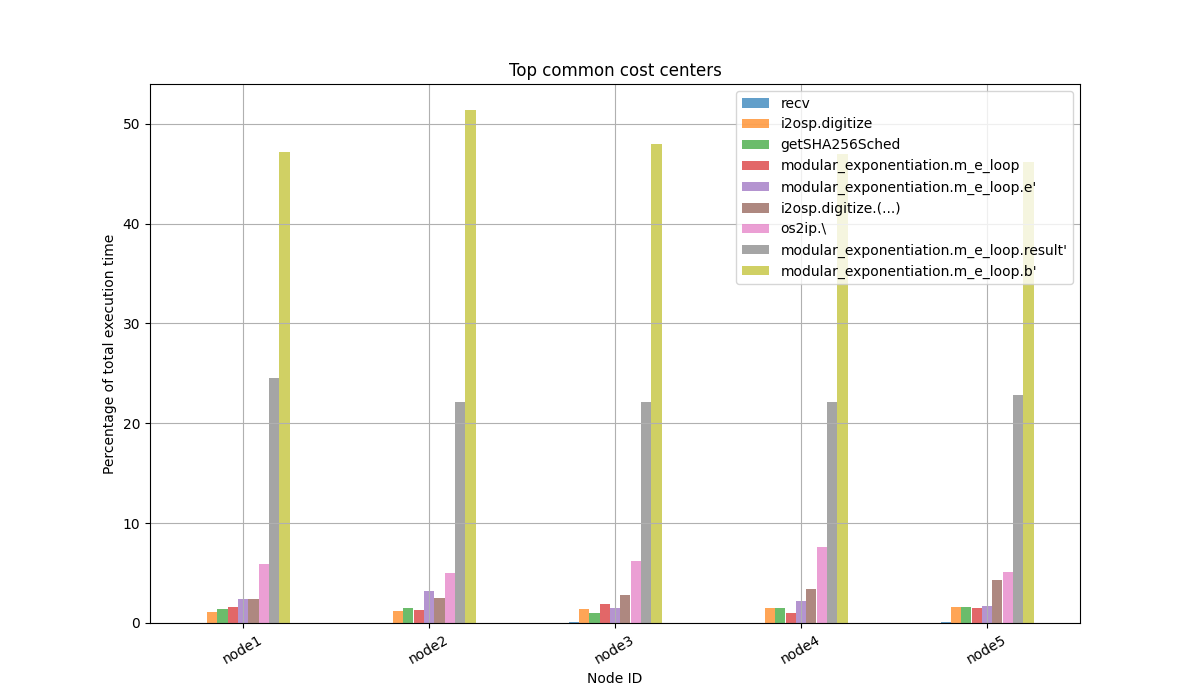 Top common cost centers
Percentage of total execution time
50
40
30
20
10
0
recv
i2osp.digitize
getSHA256Sched
modular_exponentiation.m_e_loop
modular_exponentiation.m_e_loop.e'
i2osp.digitize.(...)
os2ip.\
modular_exponentiation.m_e_loop.result'
modular_exponentiation.m_e_loop.b'
node1
node2
node3
node4
node5
Node ID